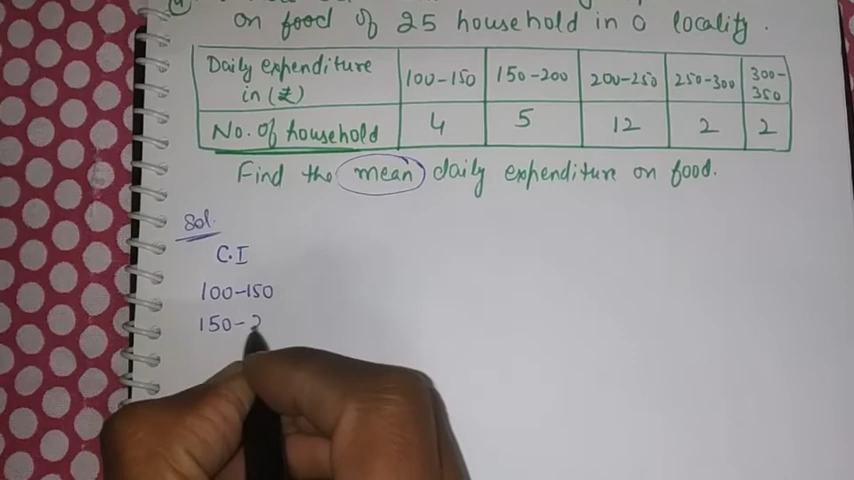 on food of 25 household in a locality.
Daily expenditure in (₹) 100-150 150-200 200-250 250-300 300-350
No. of household 4 5 12 2 2
Find the mean daily expenditure on food.
Sol.
C.I
100-150
150-2